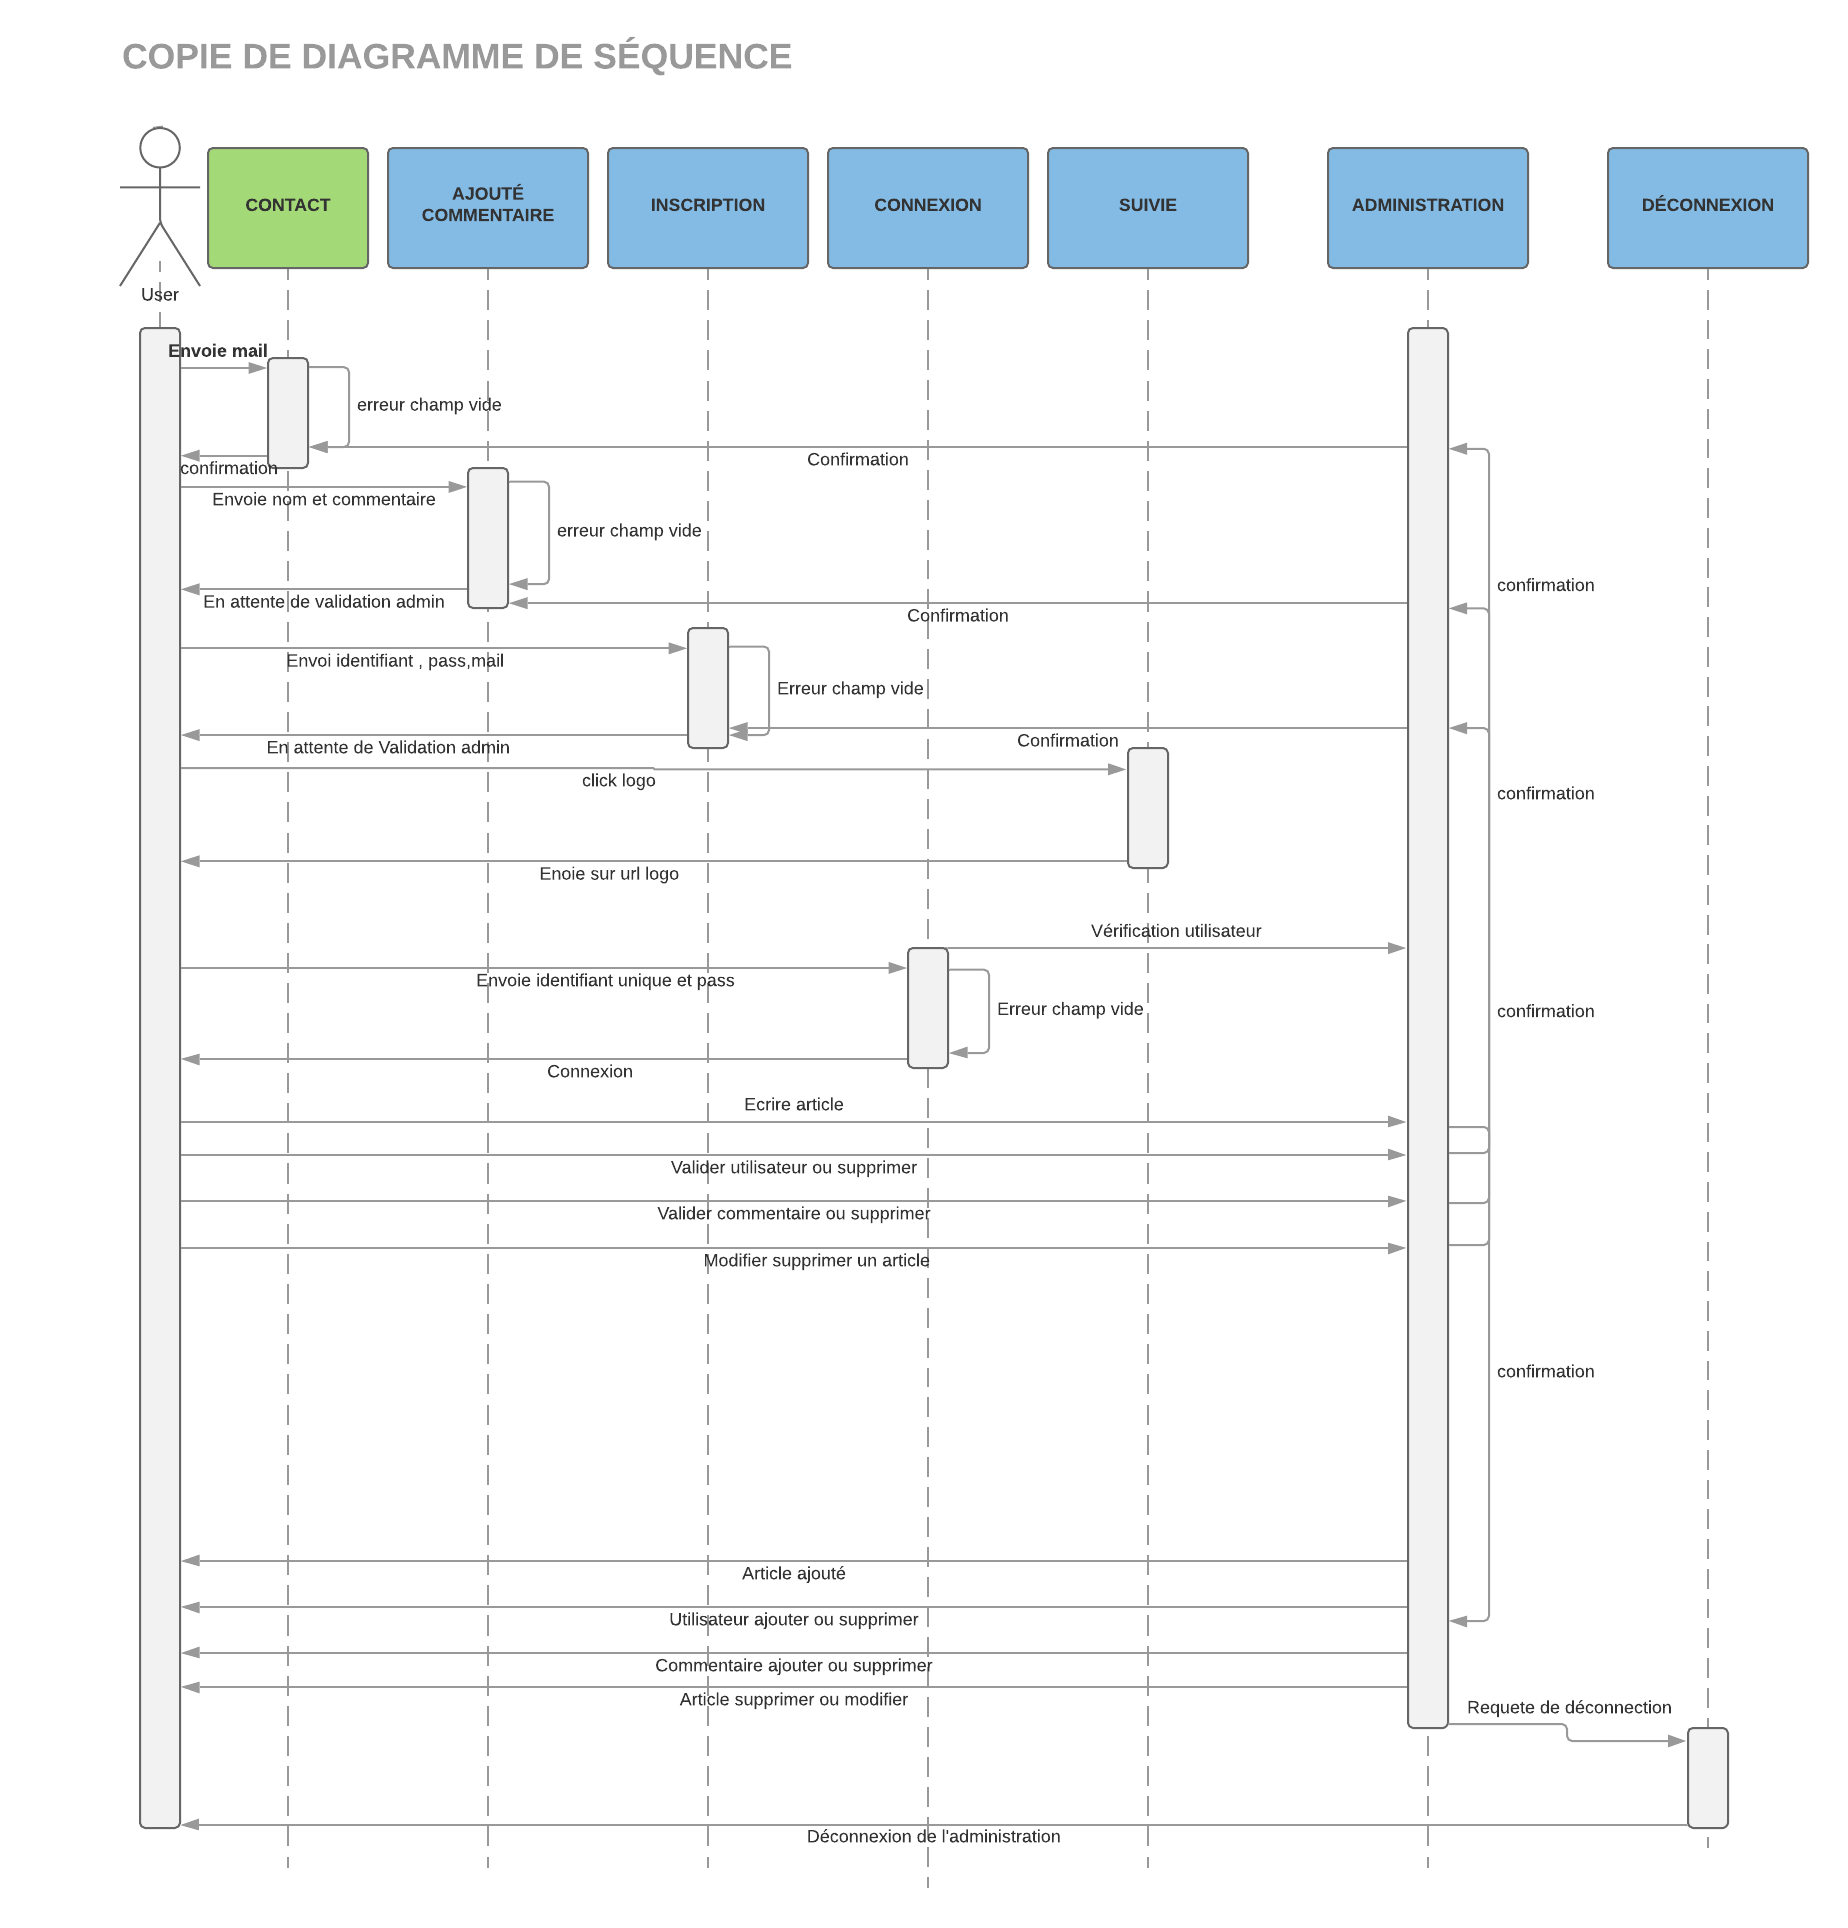 COPIE DE DIAGRAMME DE SÉQUENCE
CONTACT
AJOUTÉ
COMMENTAIRE
INSCRIPTION
CONNEXION
SUIVIE
ADMINISTRATION
DÉCONNEXION
User
Envoie mail
erreur champ vide
Confirmation
confirmation
Envoie nom et commentaire
erreur champ vide
confirmation
En attente de validation admin
Confirmation
Envoi identifiant , pass,mail
Erreur champ vide
Confirmation
En attente de Validation admin
click logo
confirmation
Enoie sur url logo
Vérification utilisateur
Envoie identifiant unique et pass
Erreur champ vide
confirmation
Connexion
Ecrire article
Valider utilisateur ou supprimer
Valider commentaire ou supprimer
Modifier supprimer un article
confirmation
Article ajouté
Utilisateur ajouter ou supprimer
Commentaire ajouter ou supprimer
Article supprimer ou modifier
Requete de déconnection
Déconnexion de l'administration